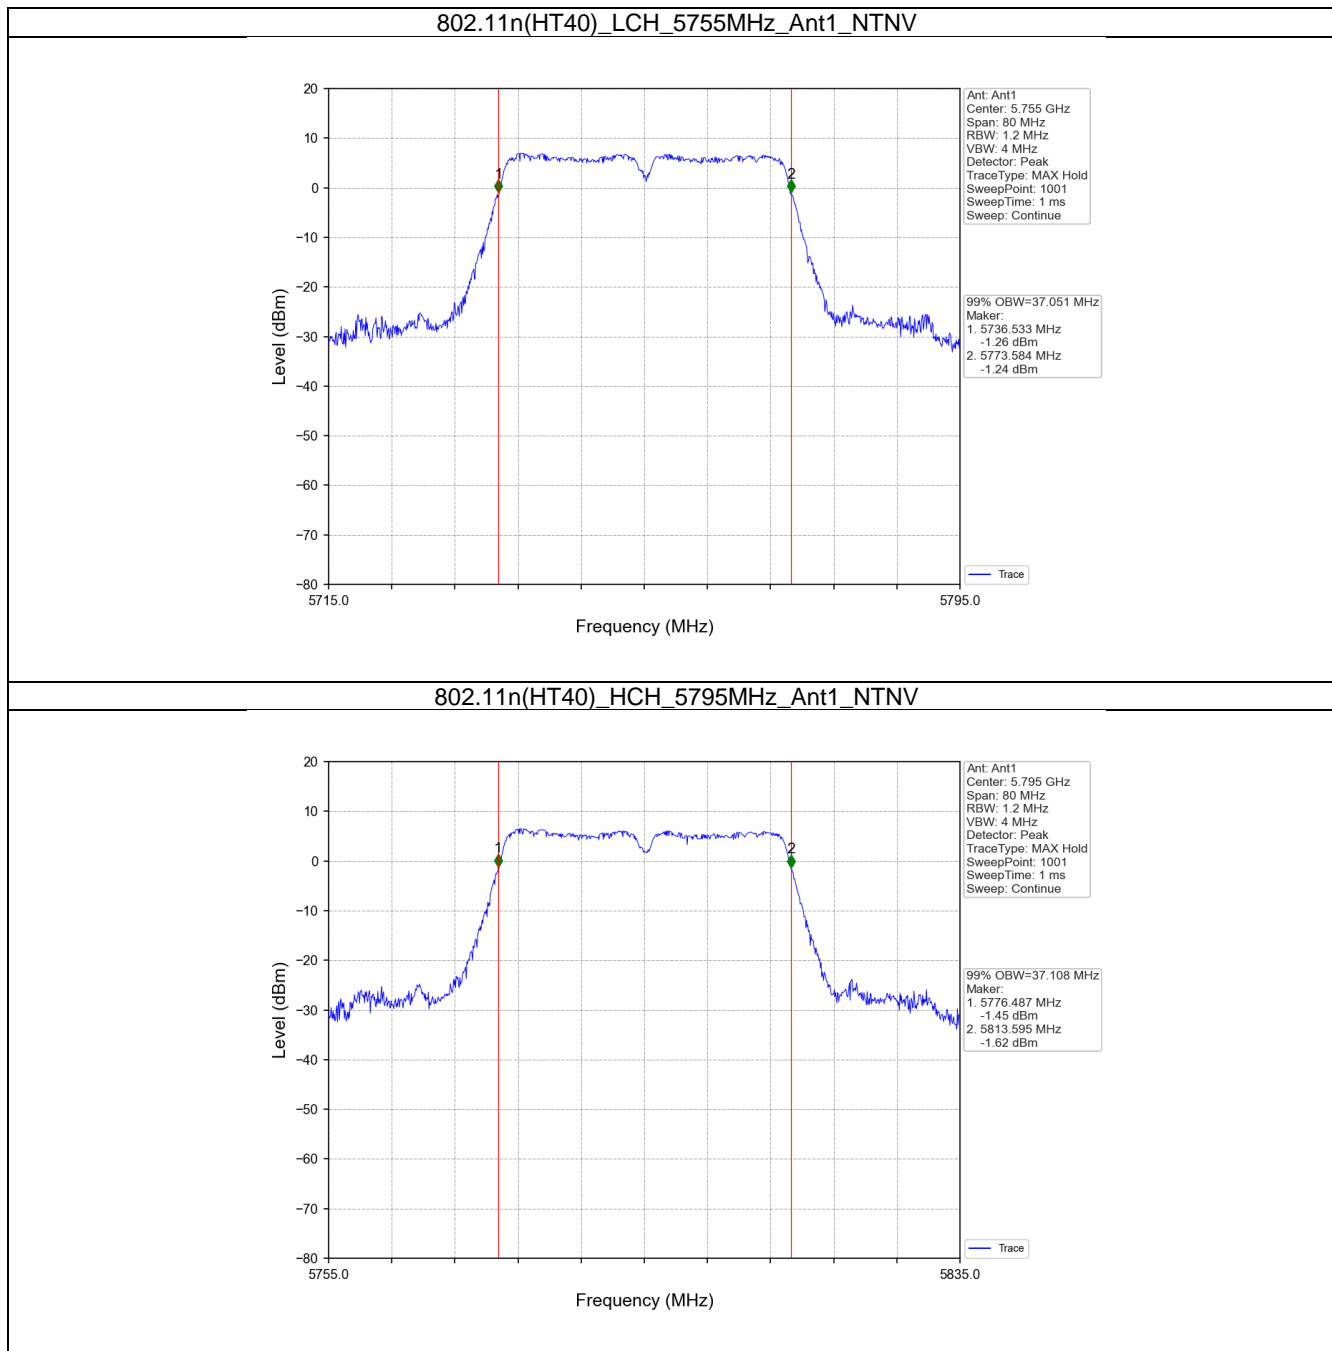 802.11n(HT40)_LCH_5755MHz_Ant1_NTNV
20
10
0
−10
−20
−30
−40
−50
−60
−70
−80
Level (dBm)
1
2
5715.0
5795.0
Frequency (MHz)
Ant: Ant1
Center: 5.755 GHz
Span: 80 MHz
RBW: 1.2 MHz
VBW: 4 MHz
Detector: Peak
TraceType: MAX Hold
SweepPoint: 1001
SweepTime: 1 ms
Sweep: Continue
99% OBW=37.051 MHz
Maker:
1. 5736.533 MHz
-1.26 dBm
2. 5773.584 MHz
-1.24 dBm
Trace
802.11n(HT40)_HCH_5795MHz_Ant1_NTNV
20
10
0
−10
−20
−30
−40
−50
−60
−70
−80
Level (dBm)
1
2
5755.0
5835.0
Frequency (MHz)
Ant: Ant1
Center: 5.795 GHz
Span: 80 MHz
RBW: 1.2 MHz
VBW: 4 MHz
Detector: Peak
TraceType: MAX Hold
SweepPoint: 1001
SweepTime: 1 ms
Sweep: Continue
99% OBW=37.108 MHz
Maker:
1. 5776.487 MHz
-1.45 dBm
2. 5813.595 MHz
-1.62 dBm
Trace